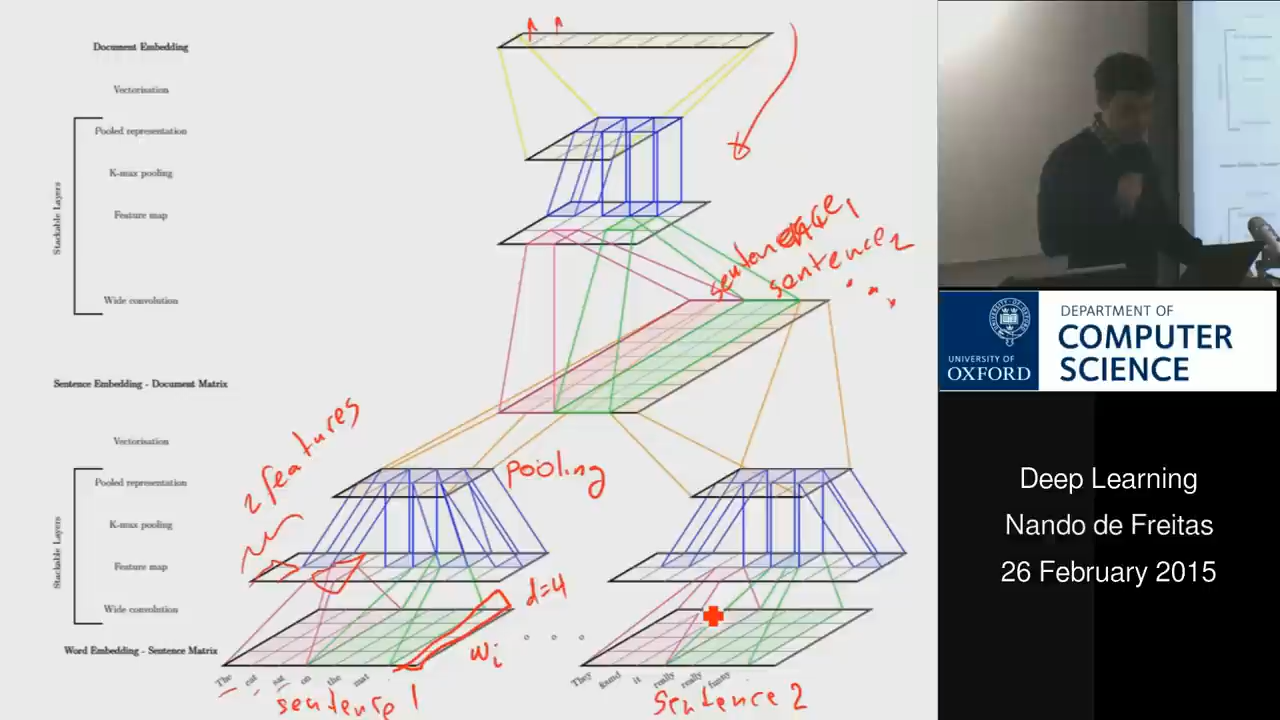 Document Embedding
Vectorisation
Pooled representation
K-max pooling
Feature map
Wide convolution
Stackable Layers
sentence 1
sentence 2
Sentence Embedding - Document Matrix
Vectorisation
Pooled representation
K-max pooling
Feature map
Wide convolution
Stackable Layers
Word Embedding - Sentence Matrix
2 features
pooling
d=4
wi
The cat sat on the mat
sentence 1
They found it really really funny
Sentence 2
UNIVERSITY OF
OXFORD
DEPARTMENT OF
COMPUTER
SCIENCE
Deep Learning
Nando de Freitas
26 February 2015